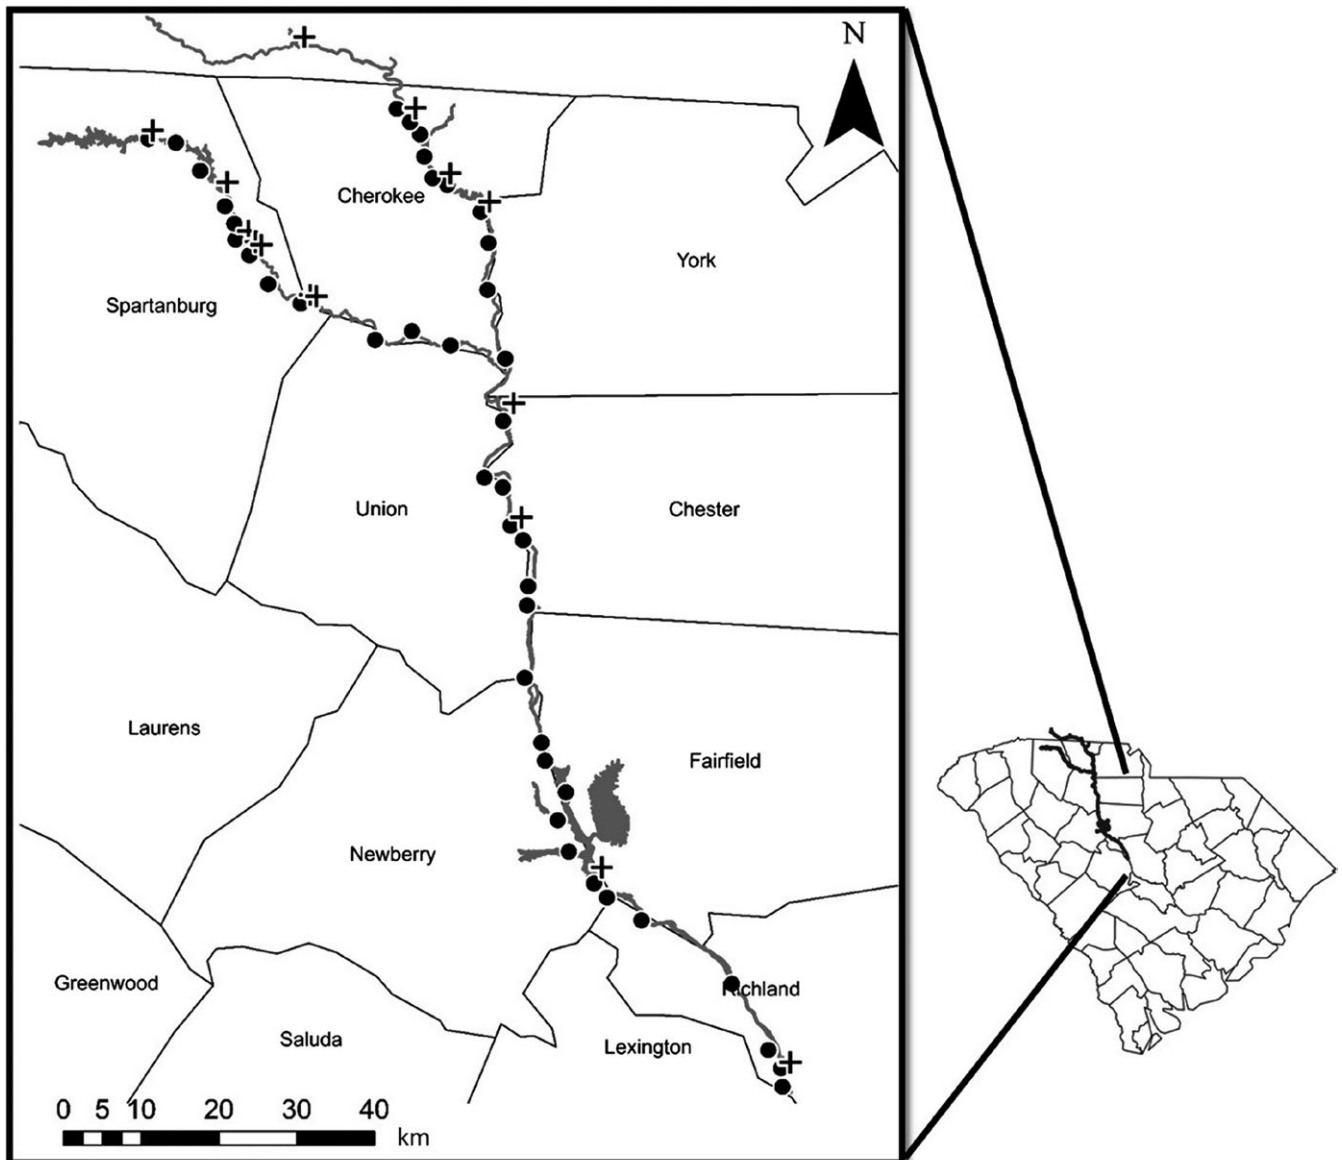 N
Cherokee
York
Spartanburg
Union
Chester
Laurens
Fairfield
Newberry
Greenwood
Richland
Saluda
Lexington
0 5 10 20 30 40
km